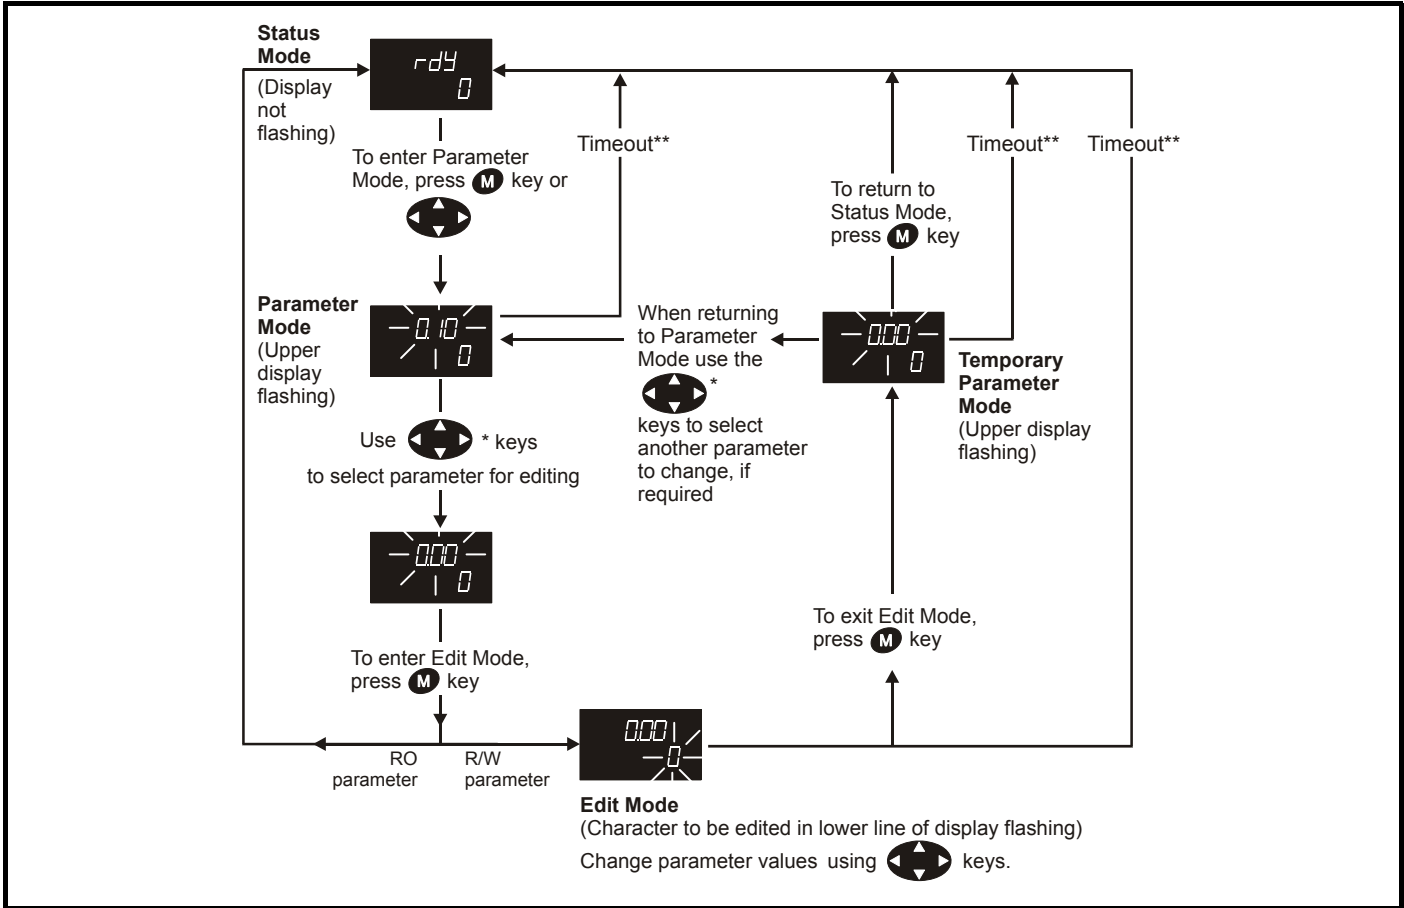 Status
Mode
(Display
not
flashing)
rdy
0
To enter Parameter
Mode, press M key or
Timeout**
Timeout**
Timeout**
To return to
Status Mode,
press M key
Parameter
Mode
(Upper
display
flashing)
0.10
0
When returning
to Parameter
Mode use the
*
keys to select
another parameter
to change, if
required
0.00
0
Temporary
Parameter
Mode
(Upper display
flashing)
Use * keys
to select parameter for editing
0.00
0
To enter Edit Mode,
press M key
To exit Edit Mode,
press M key
RO
parameter
R/W
parameter
0.00
0
Edit Mode
(Character to be edited in lower line of display flashing)
Change parameter values using keys.